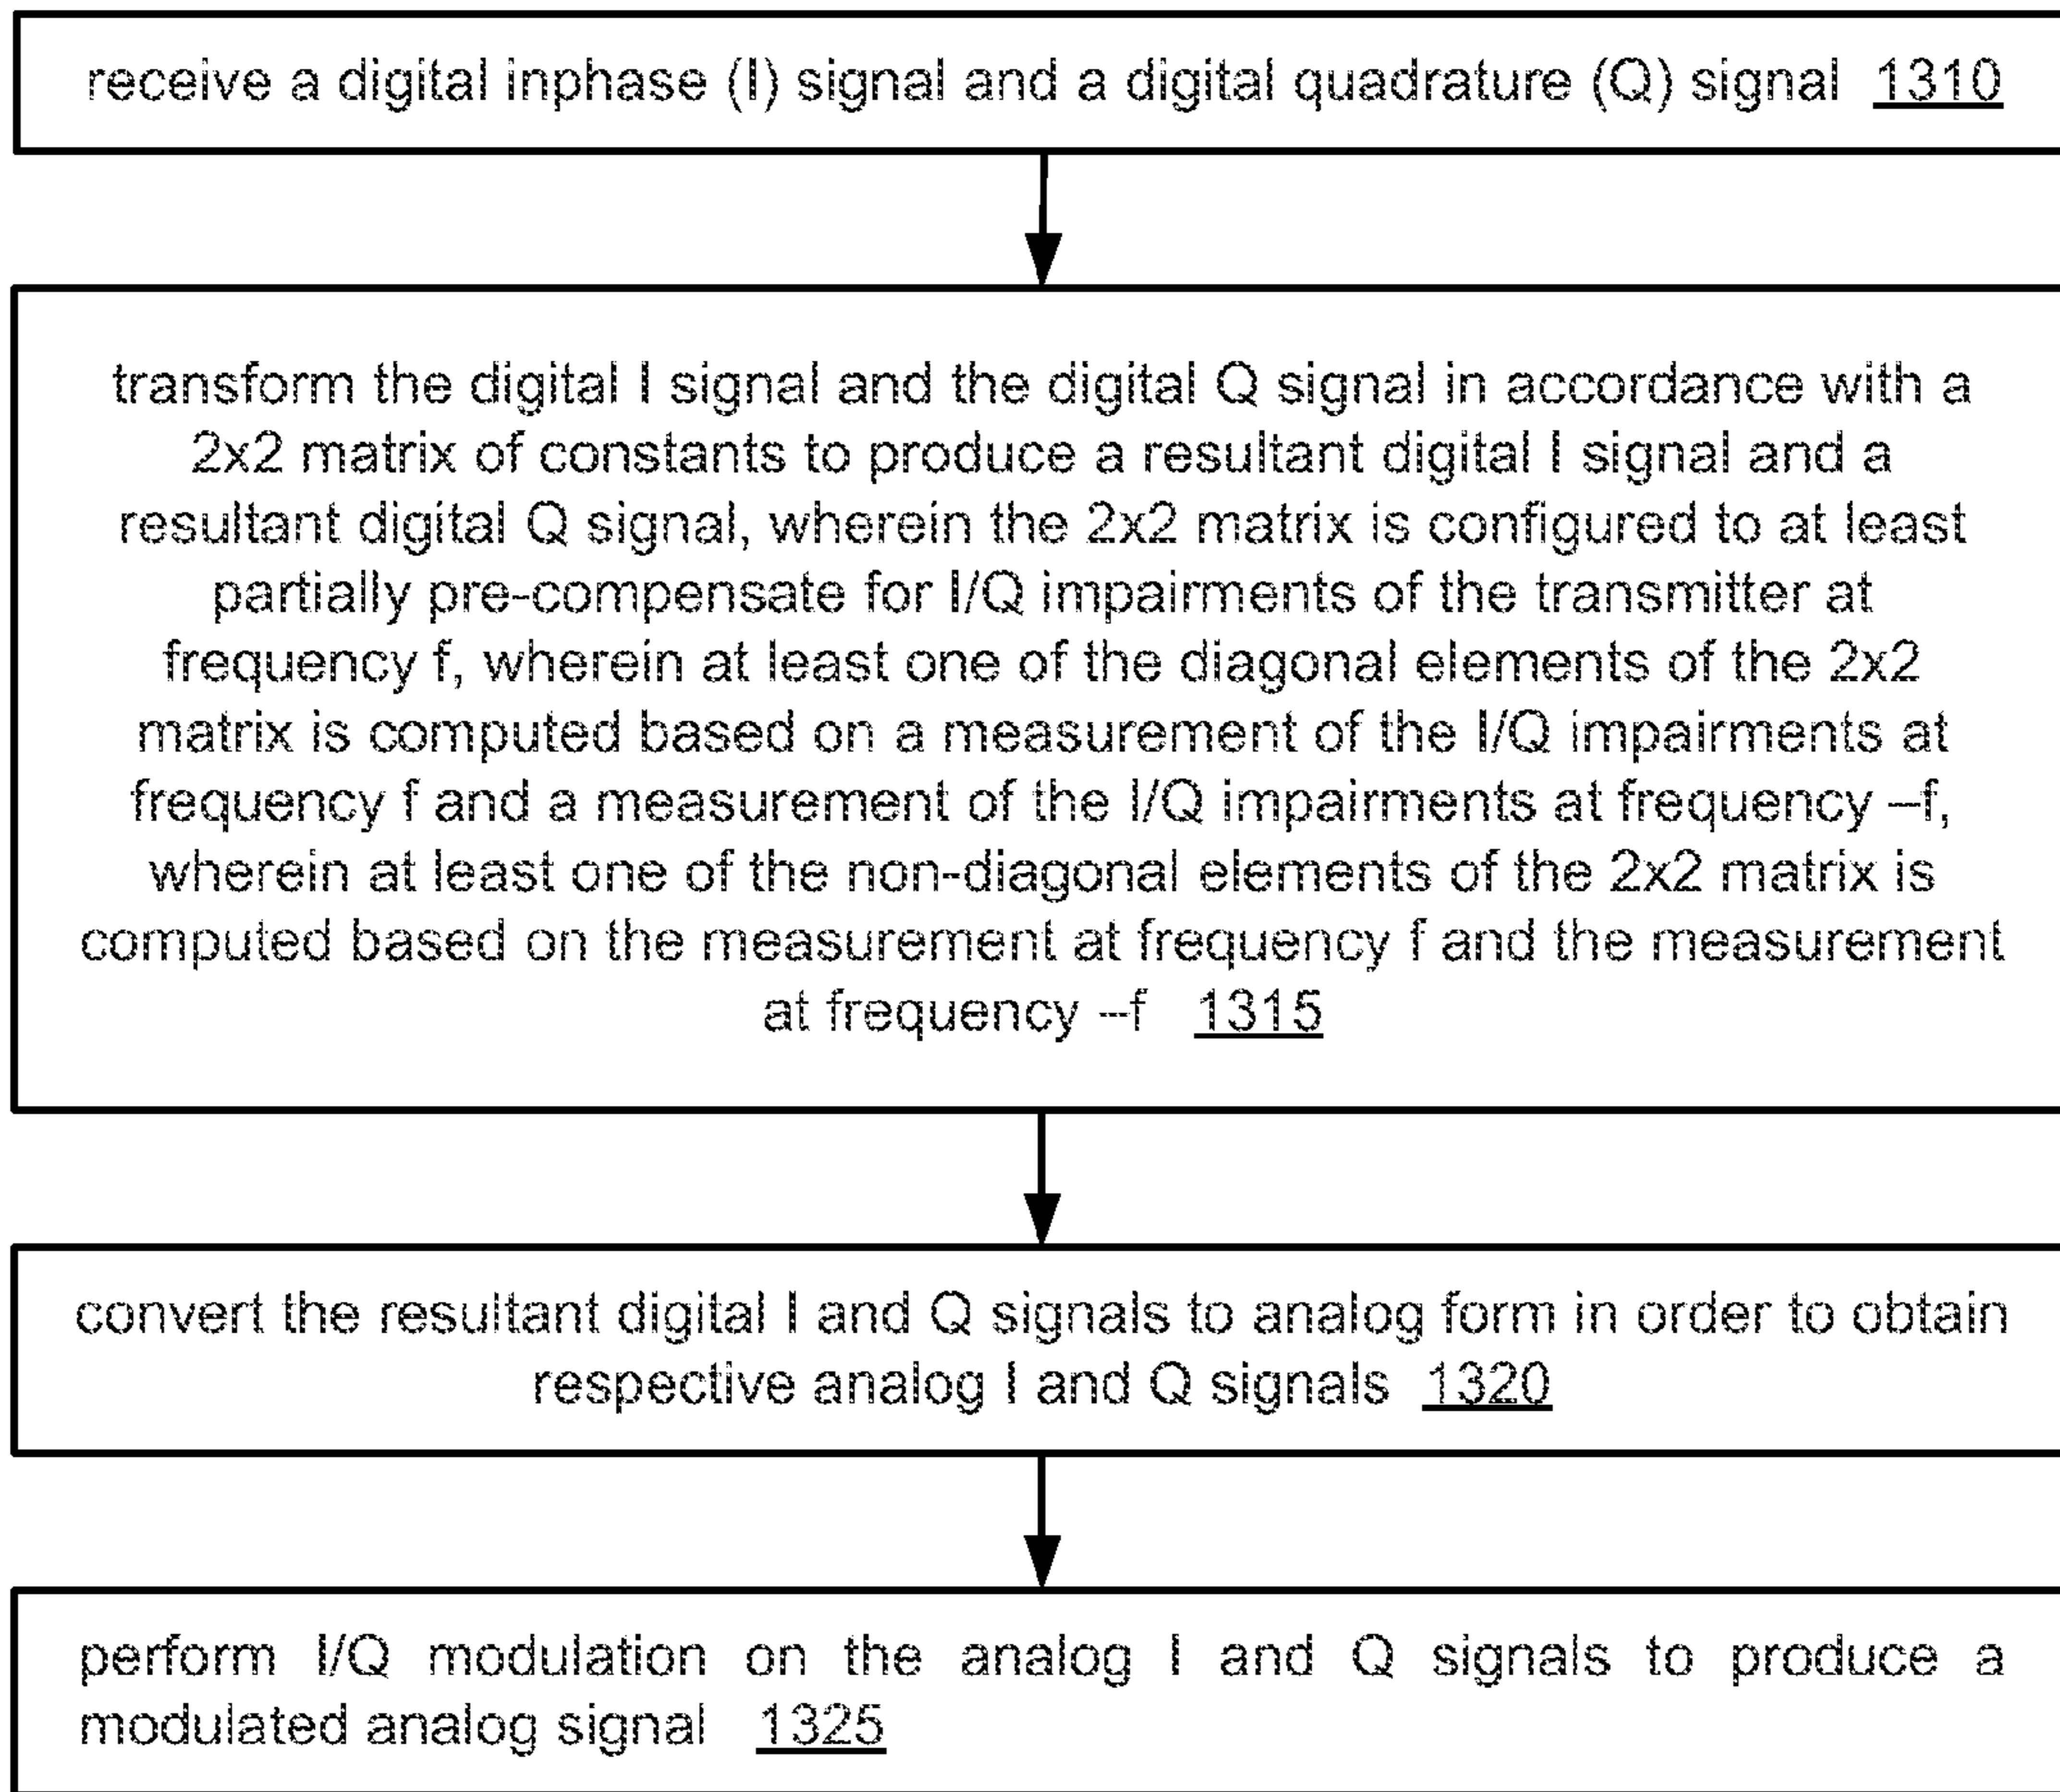 receive a digital inphase (I) signal and a digital quadrature (Q) signal 1310
transform the digital I signal and the digital Q signal in accordance with a
2x2 matrix of constants to produce a resultant digital I signal and a
resultant digital Q signal, wherein the 2x2 matrix is configured to at least
partially pre-compensate for I/Q impairments of the transmitter at
frequency f, wherein at least one of the diagonal elements of the 2x2
matrix is computed based on a measurement of the I/Q impairments at
frequency f and a measurement of the I/Q impairments at frequency –f,
wherein at least one of the non-diagonal elements of the 2x2 matrix is
computed based on the measurement at frequency f and the measurement
at frequency –f 1315
convert the resultant digital I and Q signals to analog form in order to obtain
respective analog I and Q signals 1320
perform I/Q modulation on the analog I and Q signals to produce a
modulated analog signal 1325